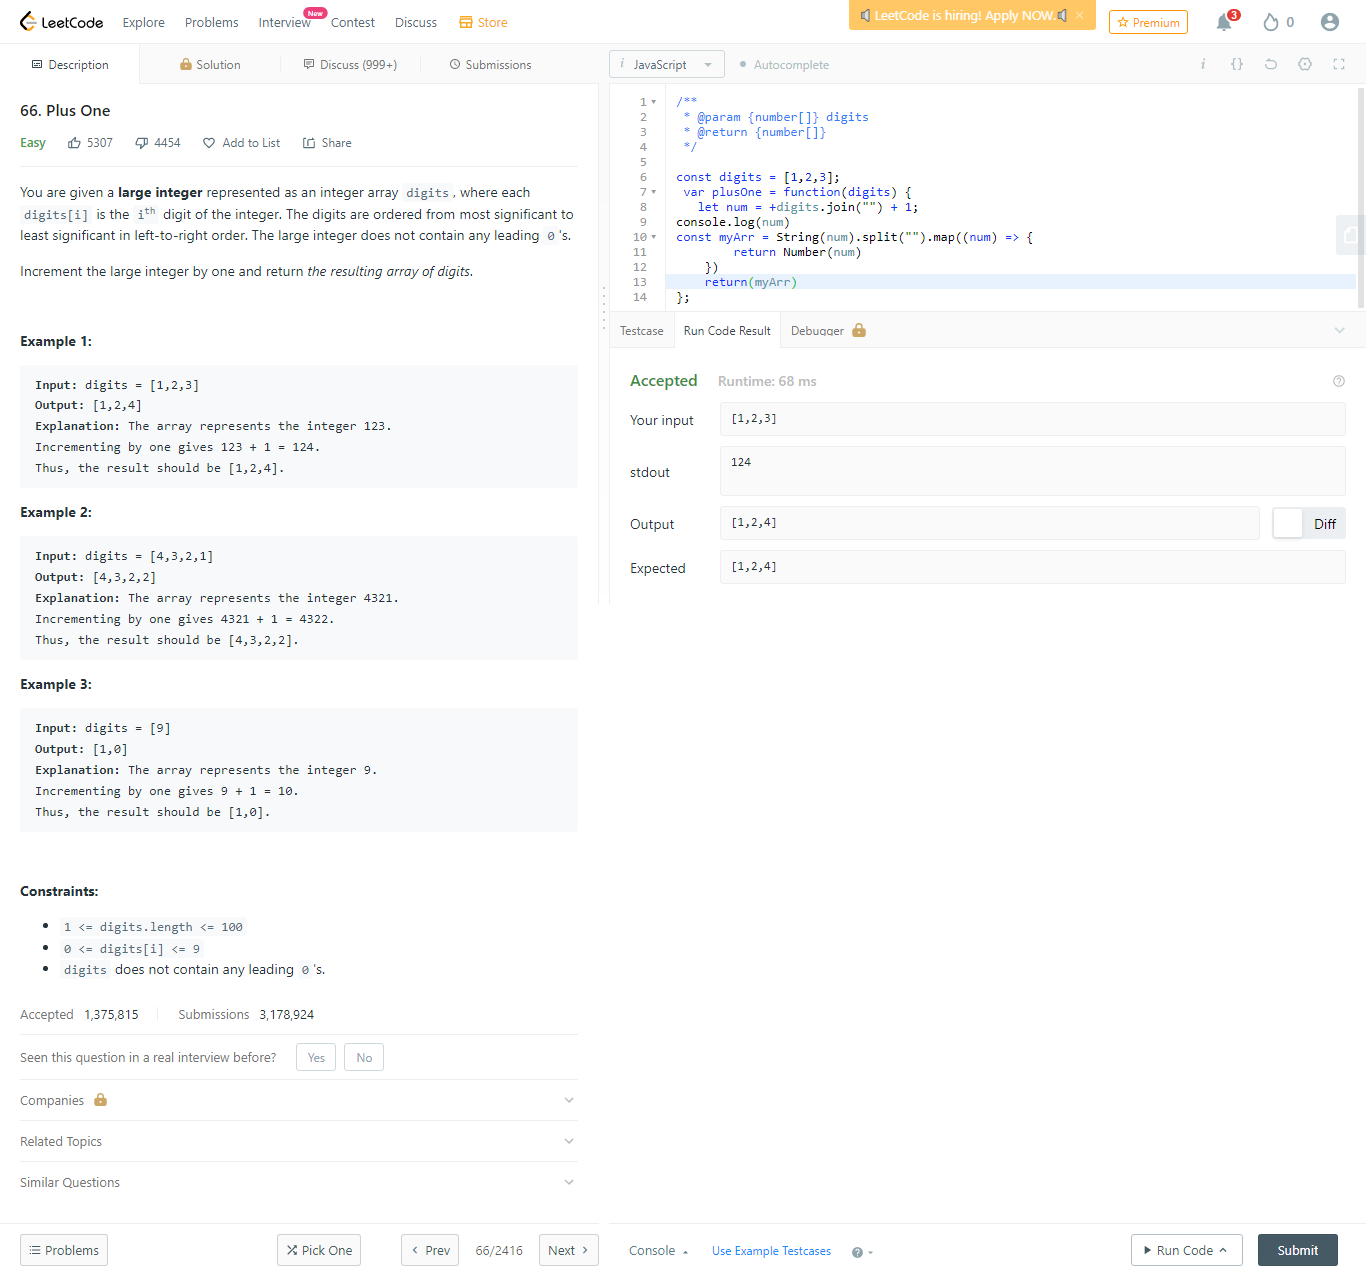 LeetCode Explore Problems Interview New Contest Discuss Store LeetCode is hiring! Apply NOW. × Premium 3 0
Description Solution Discuss (999+) Submissions
66. Plus One
Easy 5307 4454 Add to List Share
You are given a large integer represented as an integer array digits, where each
digits[i] is the ith digit of the integer. The digits are ordered from most significant to
least significant in left-to-right order. The large integer does not contain any leading 0's.
Increment the large integer by one and return the resulting array of digits.
Example 1:
Input: digits = [1,2,3]
Output: [1,2,4]
Explanation: The array represents the integer 123.
Incrementing by one gives 123 + 1 = 124.
Thus, the result should be [1,2,4].
Example 2:
Input: digits = [4,3,2,1]
Output: [4,3,2,2]
Explanation: The array represents the integer 4321.
Incrementing by one gives 4321 + 1 = 4322.
Thus, the result should be [4,3,2,2].
Example 3:
Input: digits = [9]
Output: [1,0]
Explanation: The array represents the integer 9.
Incrementing by one gives 9 + 1 = 10.
Thus, the result should be [1,0].
Constraints:
1 <= digits.length <= 100
0 <= digits[i] <= 9
digits does not contain any leading 0's.
Accepted 1,375,815 Submissions 3,178,924
Seen this question in a real interview before? Yes No
Companies
Related Topics
Similar Questions
Problems Pick One Prev 66/2416 Next
i JavaScript Autocomplete i {}
1 /**
2 * @param {number[]} digits
3 * @return {number[]}
4 */
5
6 const digits = [1,2,3];
7 var plusOne = function(digits) {
8 let num = +digits.join("") + 1;
9 console.log(num)
10 const myArr = String(num).split("").map((num) => {
11 return Number(num)
12 })
13 return(myArr)
14 };
Testcase Run Code Result Debugger
Accepted Runtime: 68 ms ?
Your input [1,2,3]
stdout 124
Output [1,2,4] Diff
Expected [1,2,4]
Console Use Example Testcases ? Run Code Submit